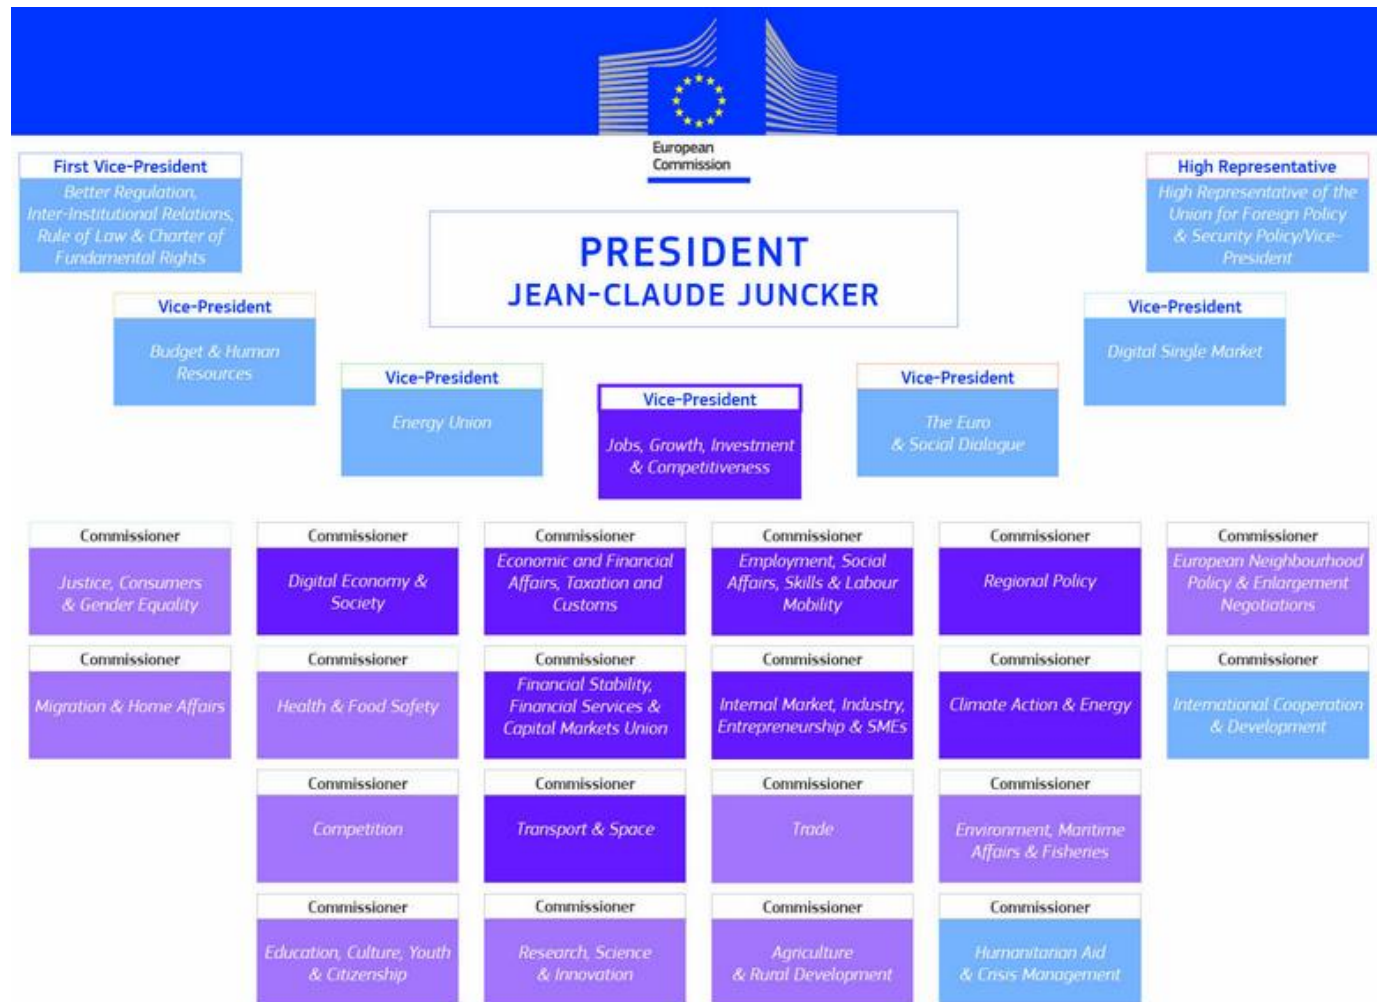 European
Commission
First Vice-President
Better Regulation,
Inter-Institutional Relations,
Rule of Law & Charter of
Fundamental Rights
High Representative
High Representative of the
Union for Foreign Policy
& Security Policy/Vice-
President
PRESIDENT
JEAN-CLAUDE JUNCKER
Vice-President
Budget & Human
Resources
Vice-President
Digital Single Market
Vice-President
Energy Union
Vice-President
Jobs, Growth, Investment
& Competitiveness
Vice-President
The Euro
& Social Dialogue
Commissioner
Justice, Consumers
& Gender Equality
Commissioner
Digital Economy &
Society
Commissioner
Economic and Financial
Affairs, Taxation and
Customs
Commissioner
Employment, Social
Affairs, Skills & Labour
Mobility
Commissioner
Regional Policy
Commissioner
European Neighbourhood
Policy & Enlargement
Negotiations
Commissioner
Migration & Home Affairs
Commissioner
Health & Food Safety
Commissioner
Financial Stability,
Financial Services &
Capital Markets Union
Commissioner
Internal Market, Industry,
Entrepreneurship & SMEs
Commissioner
Climate Action & Energy
Commissioner
International Cooperation
& Development
Commissioner
Competition
Commissioner
Transport & Space
Commissioner
Trade
Commissioner
Environment, Maritime
Affairs & Fisheries
Commissioner
Education, Culture, Youth
& Citizenship
Commissioner
Research, Science
& Innovation
Commissioner
Agriculture
& Rural Development
Commissioner
Humanitarian Aid
& Crisis Management